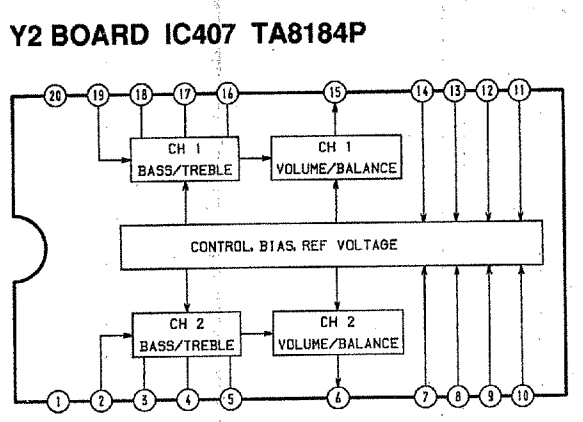 Y2 BOARD IC407 TA8184P
20 19 18 17 16 15 14 13 12 11
CH 1
BASS/TREBLE
CH 1
VOLUME/BALANCE
CONTROL, BIAS, REF VOLTAGE
CH 2
BASS/TREBLE
CH 2
VOLUME/BALANCE
1 2 3 4 5 6 7 8 9 10